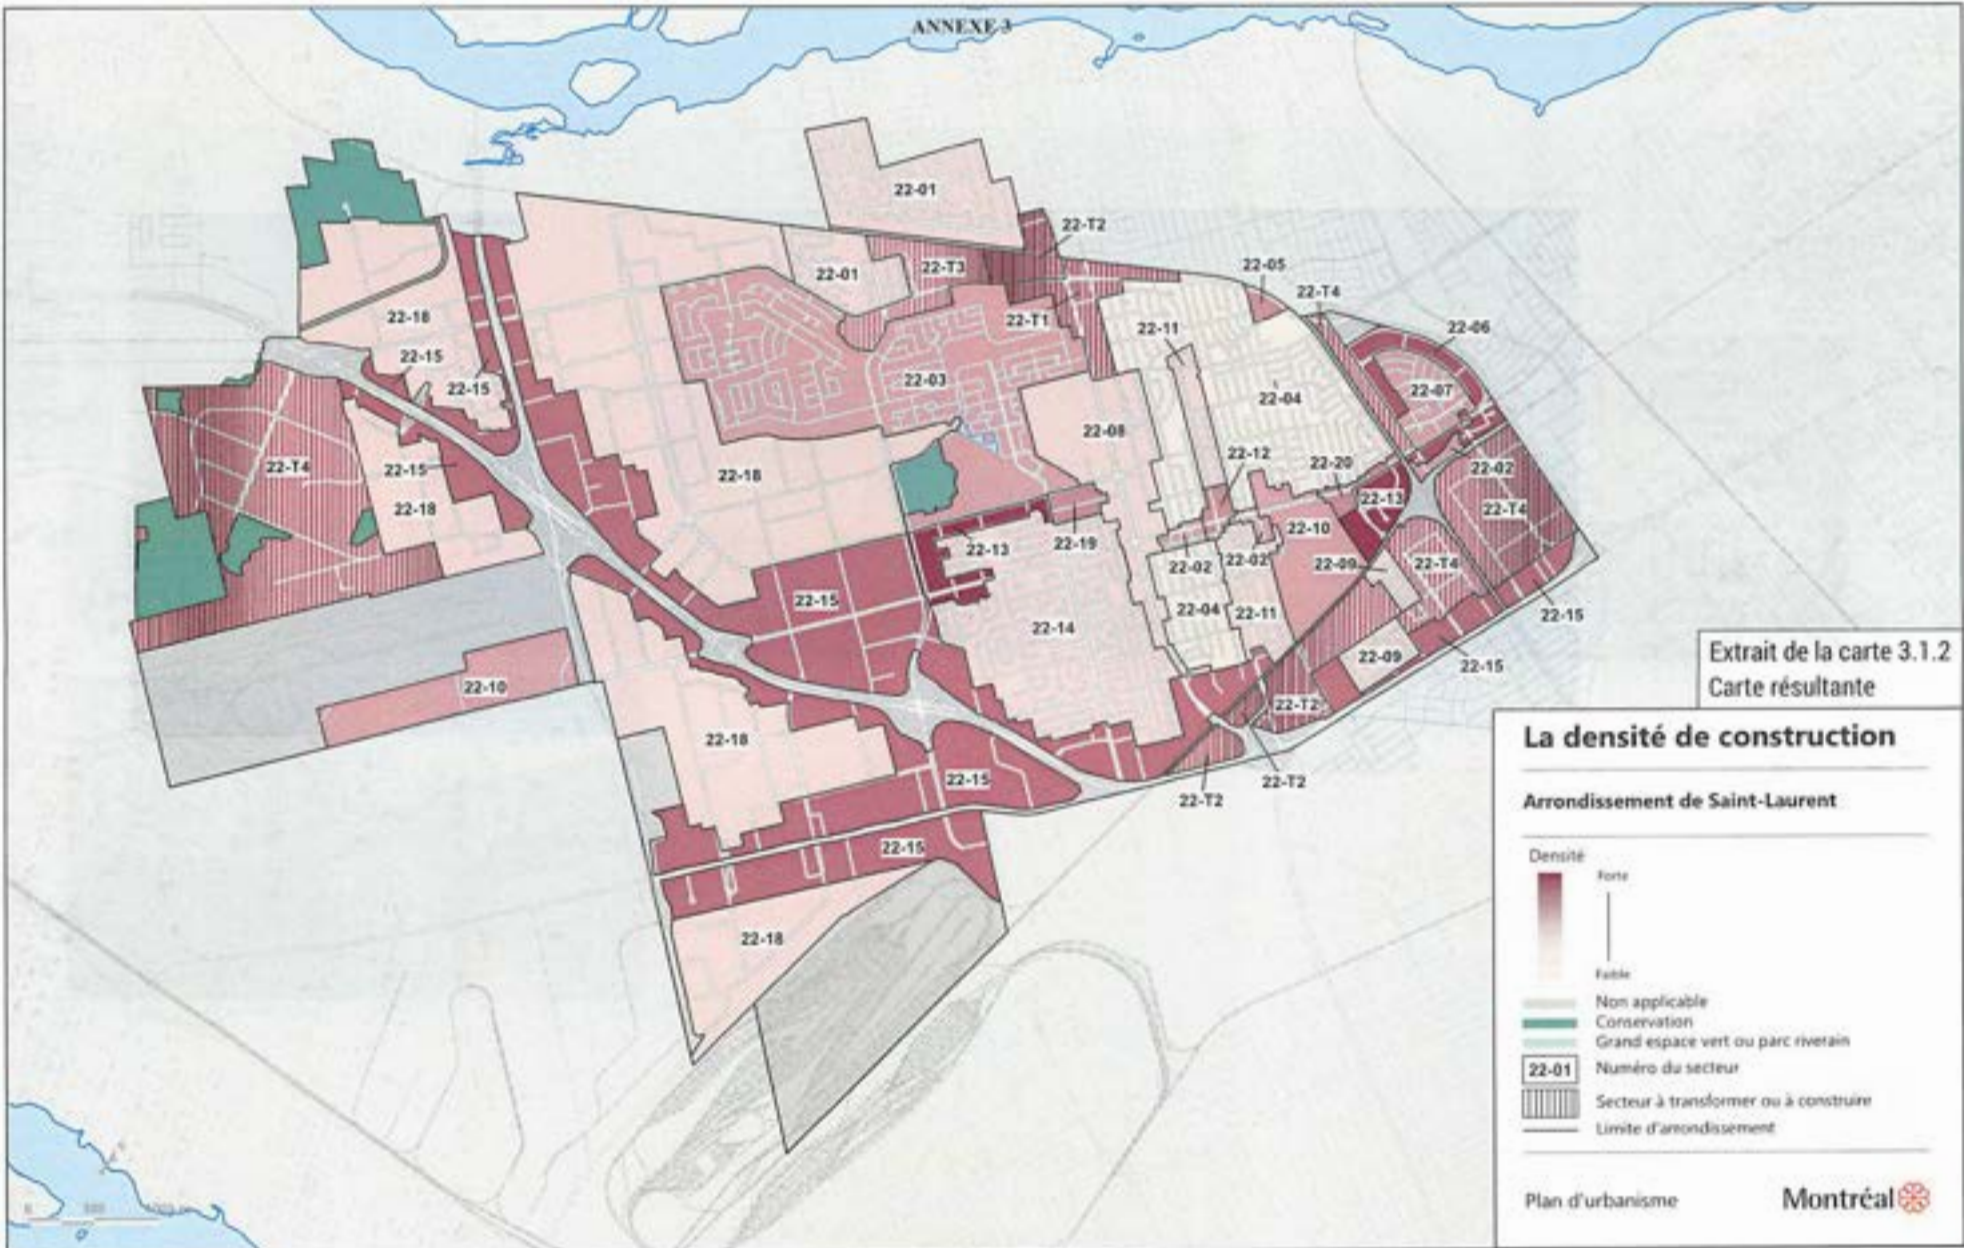 ANNEXE 3
22-01
22-T2
22-01
22-T3
22-05
22-T4
22-18
22-T1
22-11
22-06
22-15
22-15
22-03
22-04
22-07
22-08
22-T4
22-15
22-18
22-12
22-20
22-02
22-18
22-13
22-T4
22-13
22-19
22-10
22-02
22-02
22-09
22-T4
22-15
22-04
22-11
22-15
22-14
22-09
22-15
22-10
22-T2
22-18
22-15
22-T2
22-T2
22-15
22-18
Extrait de la carte 3.1.2
Carte résultante
La densité de construction
Arrondissement de Saint-Laurent
Densité
Forte
Faible
Non applicable
Conservation
Grand espace vert ou parc riverain
22-01 Numéro du secteur
Secteur à transformer ou à construire
Limite d'arrondissement
Plan d'urbanisme
Montréal